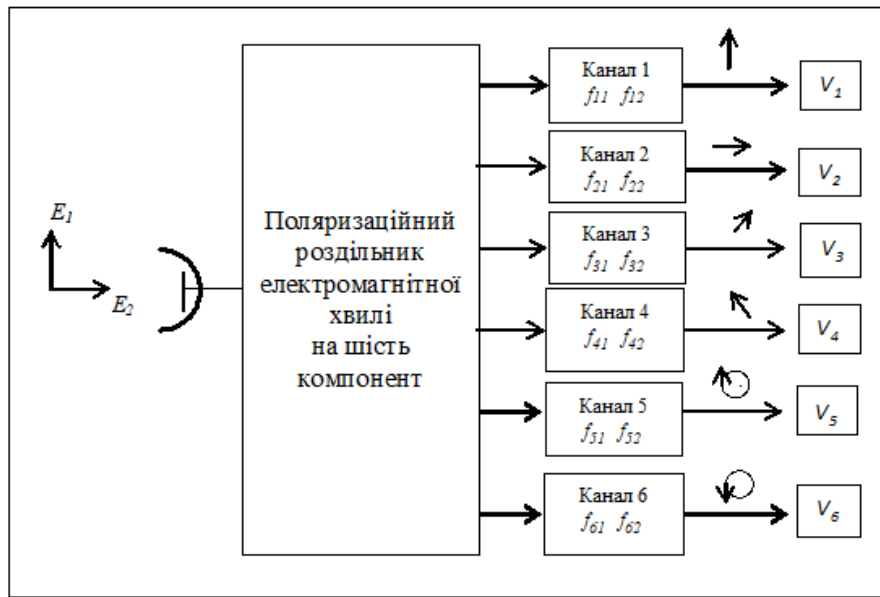 E1
E2
Поляризаційний
роздільник
електромагнітної
хвилі
на шість
компонент
Канал 1
f11 f12
V1
Канал 2
f21 f22
V2
Канал 3
f31 f32
V3
Канал 4
f41 f42
V4
Канал 5
f51 f52
V5
Канал 6
f61 f62
V6